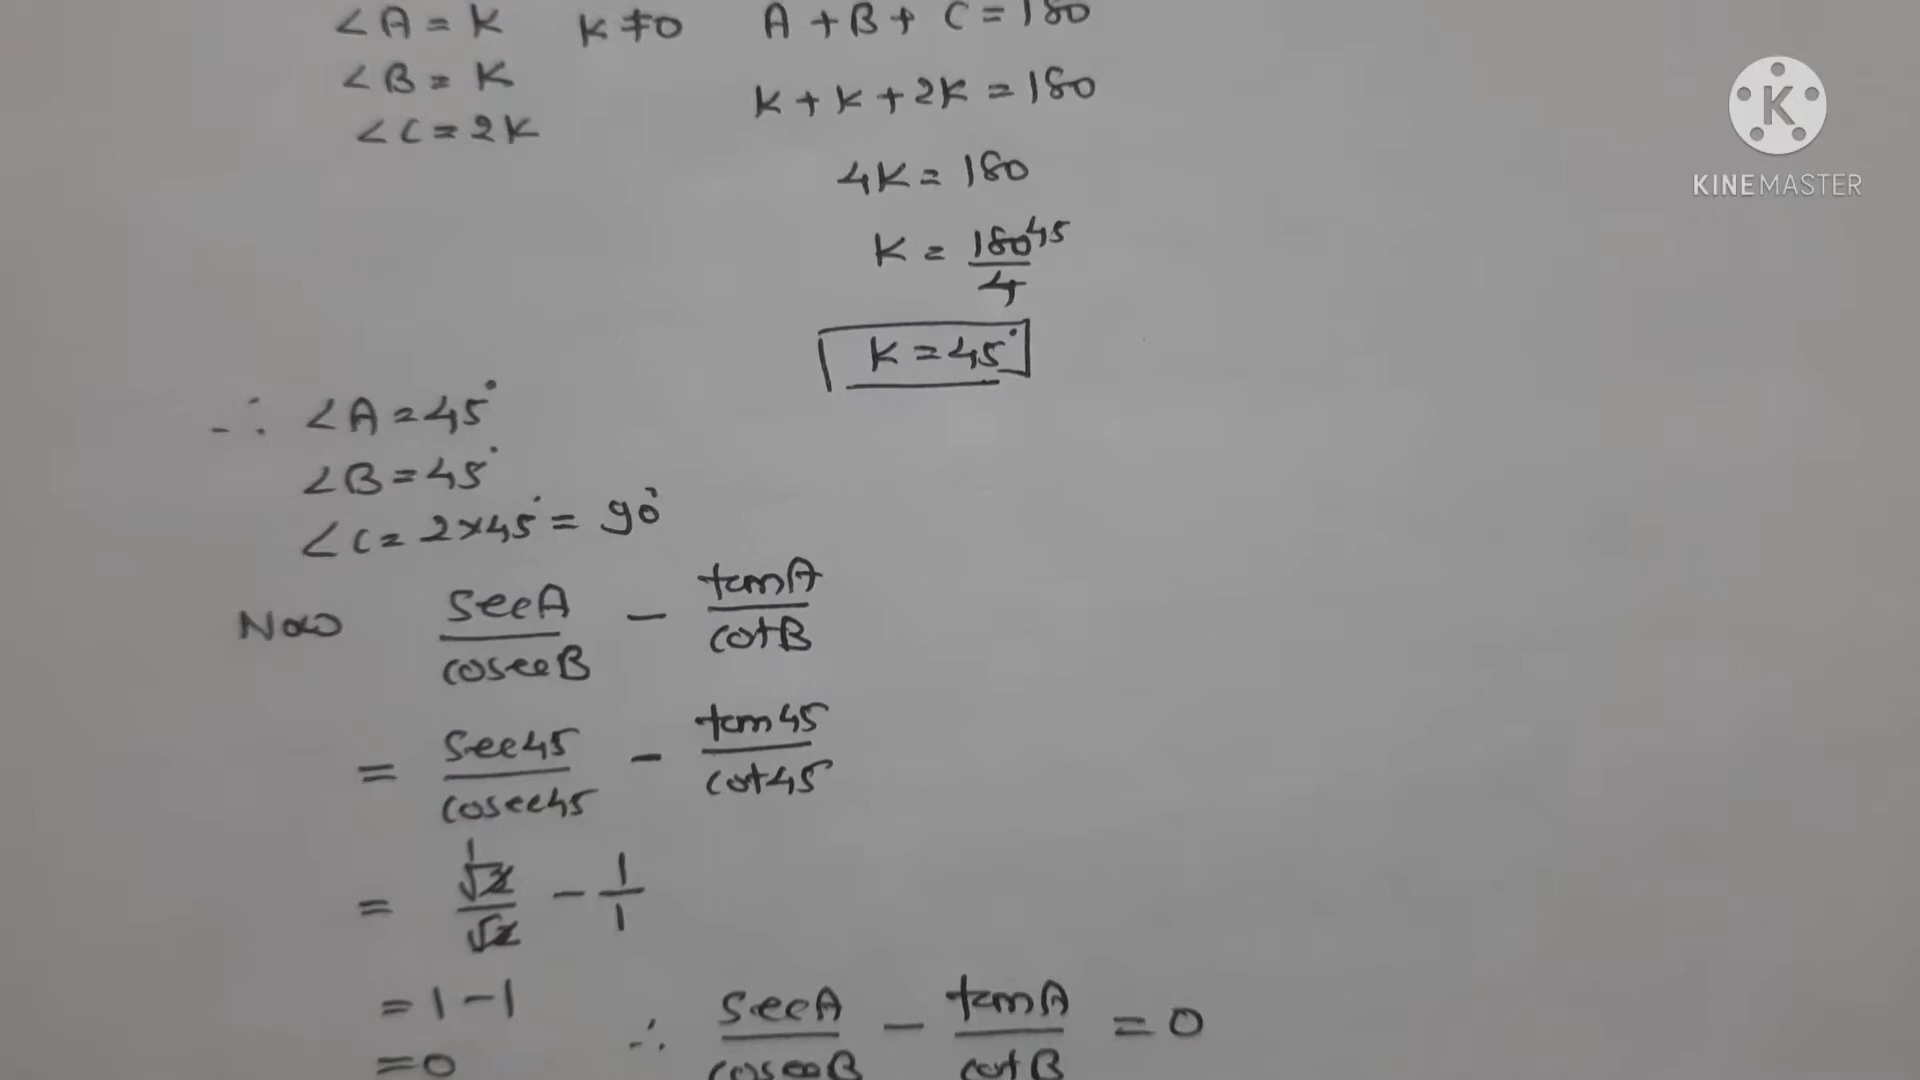 ∠A = K K ≠ 0 A + B + C = 180
∠B = K K + K + 2K = 180
∠C = 2K
4K = 180
K = 180/4 45
K = 45°
∴ ∠A = 45°
∠B = 45°
∠C = 2×45° = 90°
Now secA/cosecB - tanA/cotB
= sec45/cosec45 - tan45/cot45
= √2/√2 1 - 1/1
= 1 - 1
= 0 ∴ secA/cosecB - tanA/cotB = 0
K
KINEMASTER